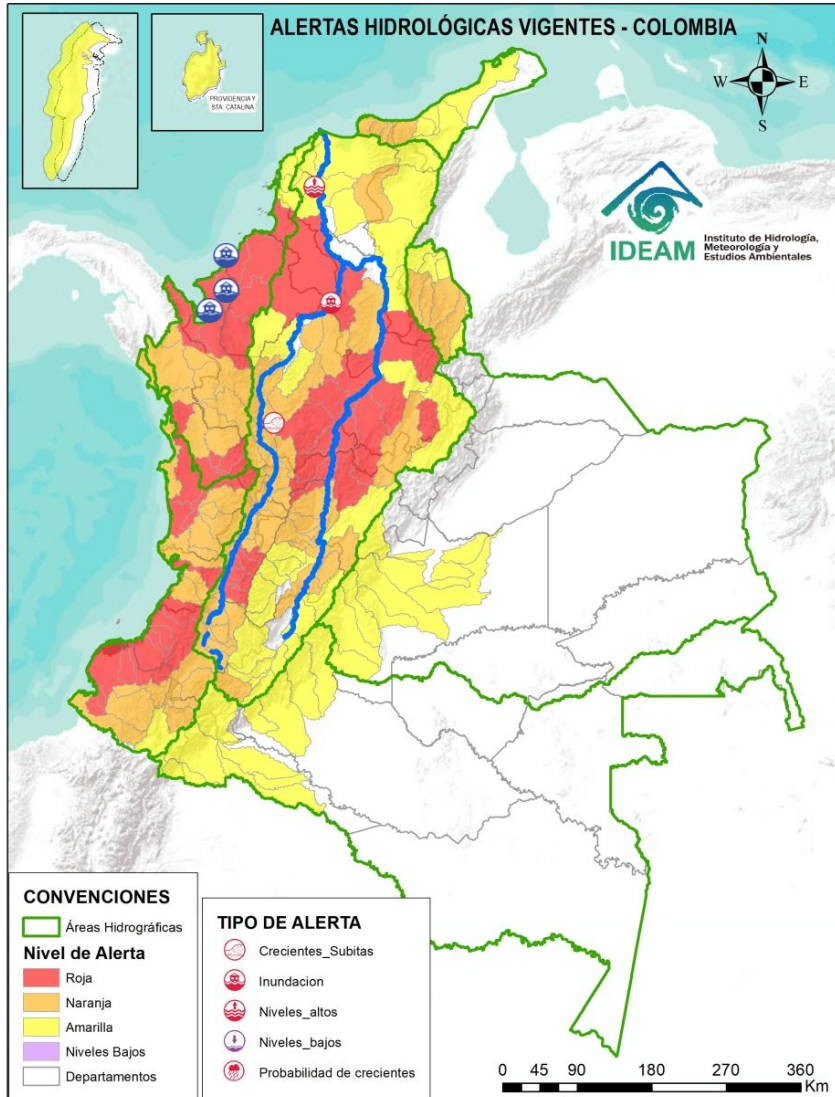 ALERTAS HIDROLÓGICAS VIGENTES - COLOMBIA
PROVIDENCIA Y
STA. CATALINA
N
W
E
S
IDEAM
Instituto de Hidrología,
Meteorología y
Estudios Ambientales
CONVENCIONES
Áreas Hidrográficas
Nivel de Alerta
Roja
Naranja
Amarilla
Niveles Bajos
Departamentos
TIPO DE ALERTA
Crecientes_Subitas
Inundacion
Niveles_altos
Niveles_bajos
Probabilidad de crecientes
0 45 90 180 270 360
Km